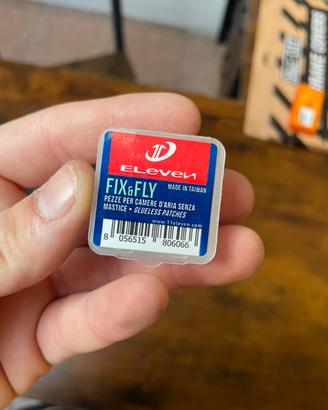 ELeveN
FIX&FLY
MADE IN TAIWAN
PEZZE PER CAMERE D'ARIA SENZA
MASTICE • GLUELESS PATCHES
www.11eleven.com
8 056515 806066